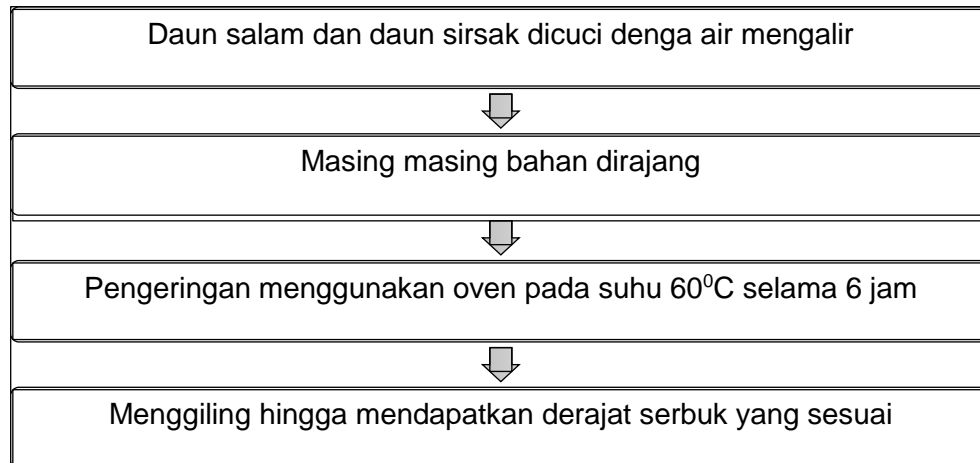 Daun salam dan daun sirsak dicuci denga air mengalir
Masing masing bahan dirajang
Pengeringan menggunakan oven pada suhu 60⁰C selama 6 jam
Menggiling hingga mendapatkan derajat serbuk yang sesuai